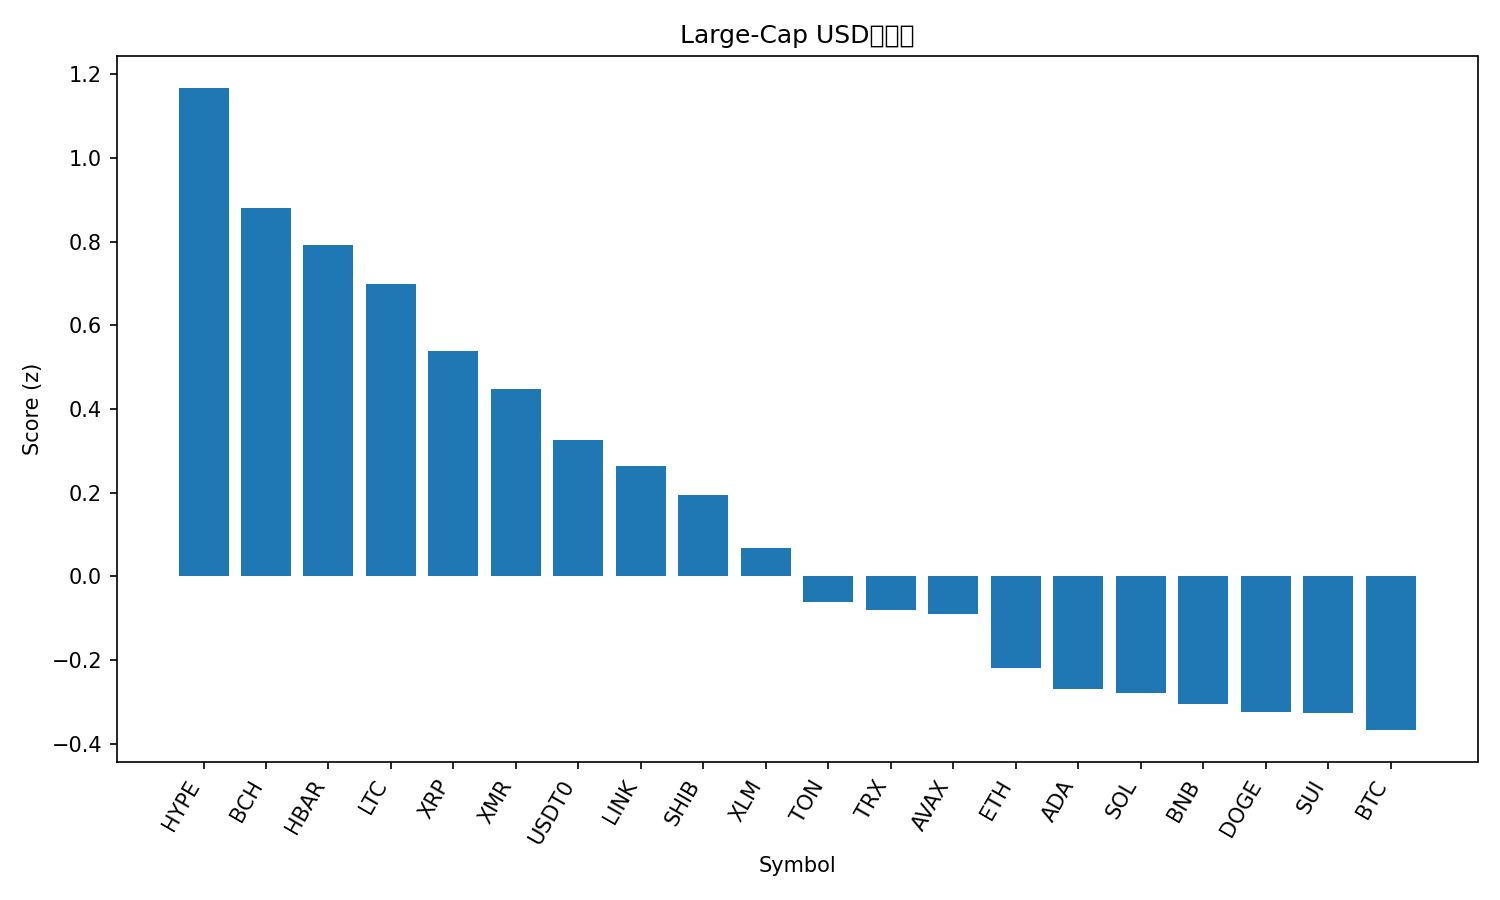 Large-Cap USD
1.2
1.0
0.8
0.6
0.4
0.2
0.0
−0.2
−0.4
Score (z)
HYPE
BCH
HBAR
LTC
XRP
XMR
USDT0
LINK
SHIB
XLM
TON
TRX
AVAX
ETH
ADA
SOL
BNB
DOGE
SUI
BTC
Symbol